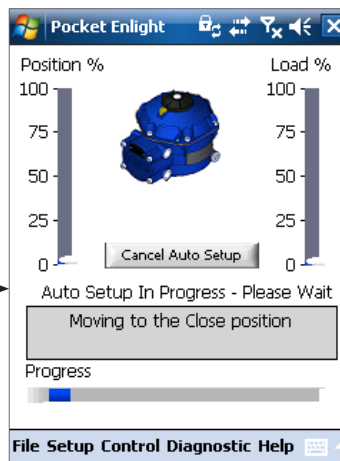 Pocket Enlight
Position % Load %
100 100
75 75
50 50
25 25
0 0
Cancel Auto Setup
Auto Setup In Progress - Please Wait
Moving to the Close position
Progress
File Setup Control Diagnostic Help